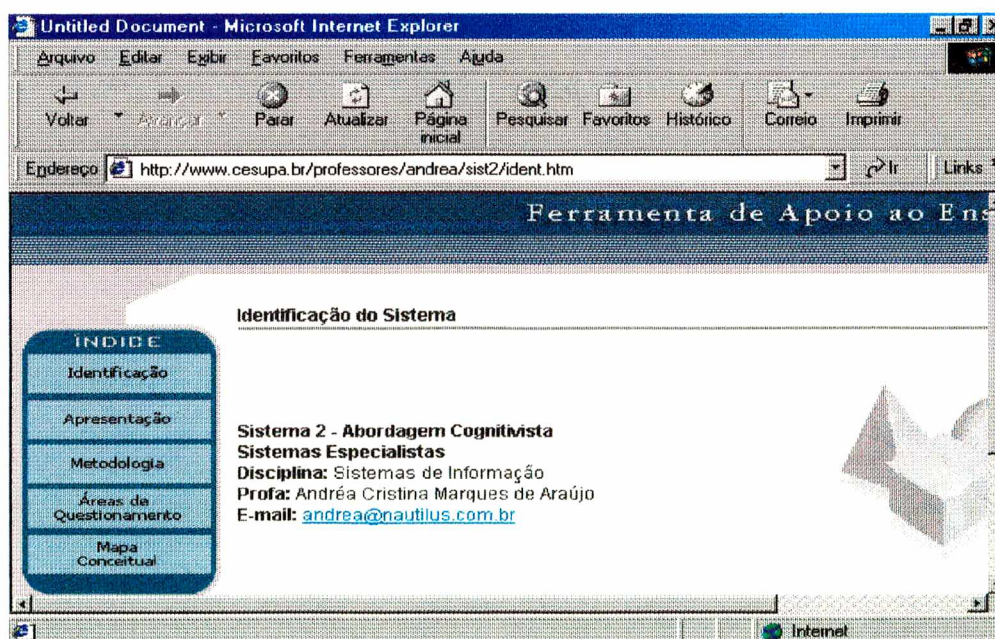 Untitled Document - Microsoft Internet Explorer
Arquivo Editar Exibir Favoritos Ferramentas Ajuda
Voltar Avançar Parar Atualizar Página inicial Pesquisar Favoritos Histórico Correio Imprimir
Endereço http://www.cesupa.br/professores/andrea/sist2/ident.htm Ir Links
Ferramenta de Apoio ao Ens
Identificação do Sistema
ÍNDICE
Identificação
Apresentação
Metodologia
Áreas de
Questionamento
Mapa
Conceitual
Sistema 2 - Abordagem Cognitivista
Sistemas Especialistas
Disciplina: Sistemas de Informação
Profa: Andréa Cristina Marques de Araújo
E-mail: andrea@nautilus.com.br
Internet